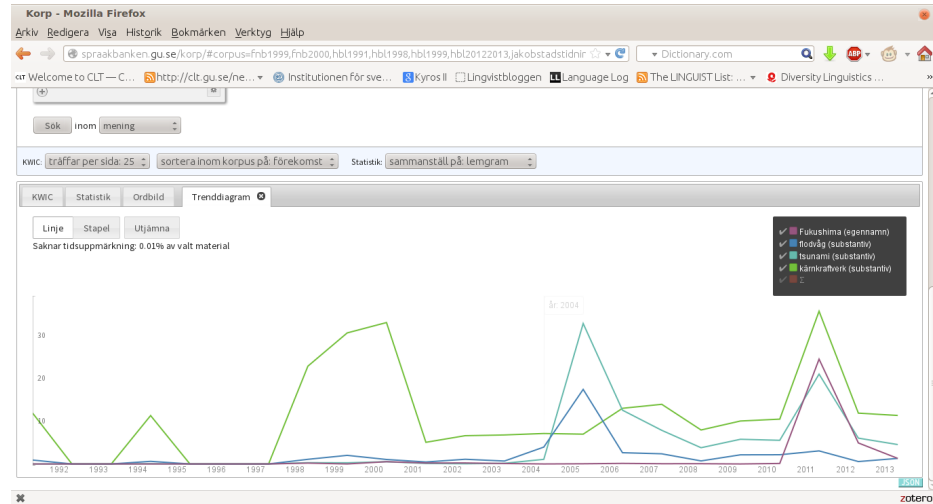 Korp - Mozilla Firefox
Arkiv Redigera Visa Historik Bokmärken Verktyg Hjälp
spraakbanken.gu.se/korp/#corpus=fnb1999,fnb2000,hbl1991,hbl1998,hbl1999,hbl20122013,jakobstadstidnir Dictionary.com ABP
CLT Welcome to CLT — C... http://clt.gu.se/ne... Institutionen för sve... Kyros II Lingvistbloggen LL Language Log The LINGUIST List: ... Diversity Linguistics ... »
Sök inom mening
KWIC: träffar per sida: 25 sortera inom korpus på: förekomst Statistik: sammanställ på: lemgram
KWIC Statistik Ordbild Trenddiagram
Linje Stapel Utjämna
Saknar tidsuppmärkning: 0.01% av valt material
Fukushima (egennamn)
flodvåg (substantiv)
tsunami (substantiv)
kärnkraftverk (substantiv)
Σ
år 2004
30
20
10
1992 1993 1994 1995 1996 1997 1998 1999 2000 2001 2002 2003 2004 2005 2006 2007 2008 2009 2010 2011 2012 2013
JSON
zotero